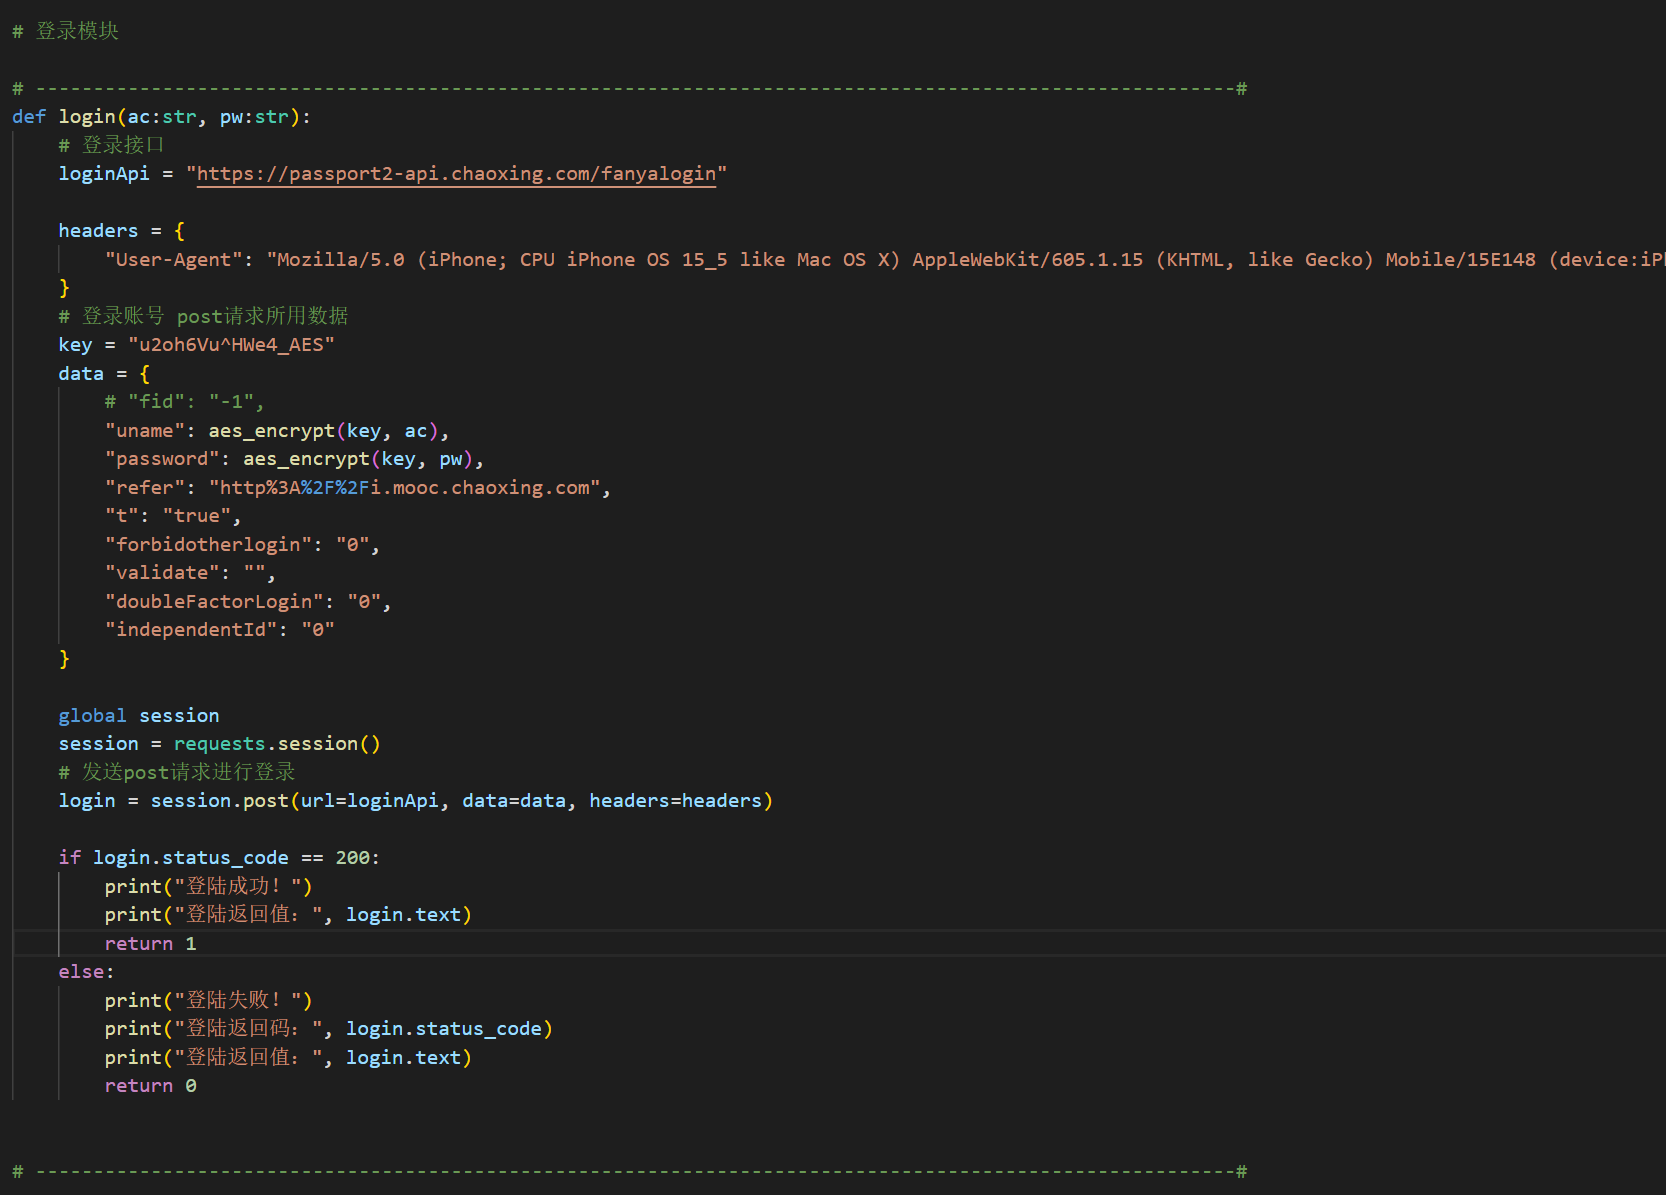 # 登录模块
# --------------------------------------------------------------------------------------------------------#
def login(ac:str, pw:str):
# 登录接口
loginApi = "https://passport2-api.chaoxing.com/fanyalogin"
headers = {
"User-Agent": "Mozilla/5.0 (iPhone; CPU iPhone OS 15_5 like Mac OS X) AppleWebKit/605.1.15 (KHTML, like Gecko) Mobile/15E148 (device:iP
}
# 登录账号 post请求所用数据
key = "u2oh6Vu^HWe4_AES"
data = {
# "fid": "-1",
"uname": aes_encrypt(key, ac),
"password": aes_encrypt(key, pw),
"refer": "http%3A%2F%2Fi.mooc.chaoxing.com",
"t": "true",
"forbidotherlogin": "0",
"validate": "",
"doubleFactorLogin": "0",
"independentId": "0"
}
global session
session = requests.session()
# 发送post请求进行登录
login = session.post(url=loginApi, data=data, headers=headers)
if login.status_code == 200:
print("登陆成功！")
print("登陆返回值：", login.text)
return 1
else:
print("登陆失败！")
print("登陆返回码：", login.status_code)
print("登陆返回值：", login.text)
return 0
# --------------------------------------------------------------------------------------------------------#